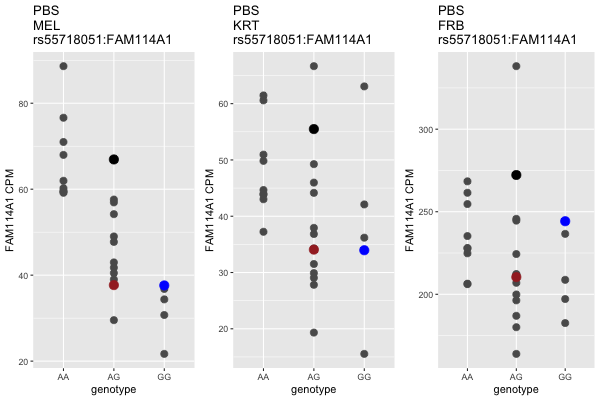 PBS
MEL
rs55718051:FAM114A1
FAM114A1 CPM
80
60
40
20
AA
AG
GG
genotype
PBS
KRT
rs55718051:FAM114A1
FAM114A1 CPM
60
50
40
30
20
AA
AG
GG
genotype
PBS
FRB
rs55718051:FAM114A1
FAM114A1 CPM
300
250
200
AA
AG
GG
genotype